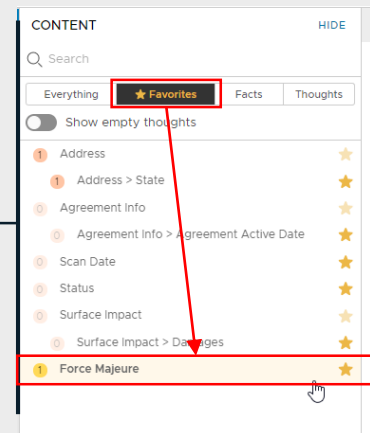 CONTENT HIDE
Search
Everything Favorites Facts Thoughts
Show empty thoughts
1 Address
1 Address > State
0 Agreement Info
0 Agreement Info > Agreement Active Date
0 Scan Date
0 Status
0 Surface Impact
0 Surface Impact > Damages
1 Force Majeure